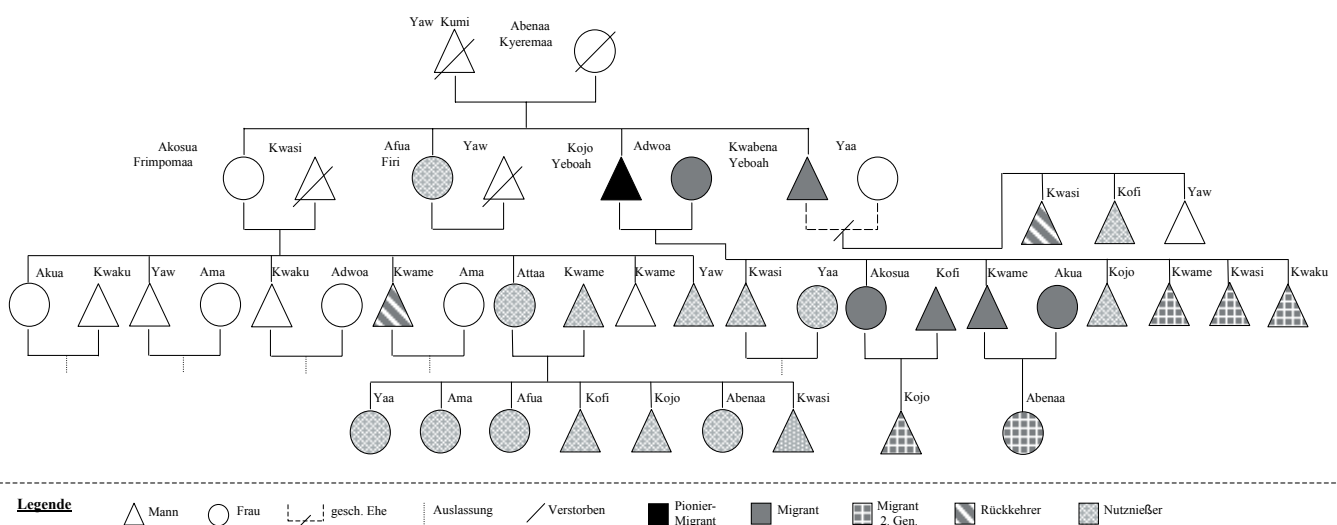 Yaw Kumi
Abenaa
Kyeremaa
Akosua
Frimpomaa
Kwasi
Afua
Firi
Yaw
Kojo
Yeboah
Adwoa
Kwabena
Yeboah
Yaa
Kwasi
Kofi
Yaw
Akua
Kwaku
Yaw
Ama
Kwaku
Adwoa
Kwame
Ama
Attaa
Kwame
Kwame
Yaw
Kwasi
Yaa
Akosua
Kofi
Kwame
Akua
Kojo
Kwame
Kwasi
Kwaku
Yaa
Ama
Afua
Kofi
Kojo
Abenaa
Kwasi
Kojo
Abenaa
Legende
Mann
Frau
gesch. Ehe
Auslassung
Verstorben
Pionier-
Migrant
Migrant
Migrant
2. Gen.
Rückkehrer
Nutznießer